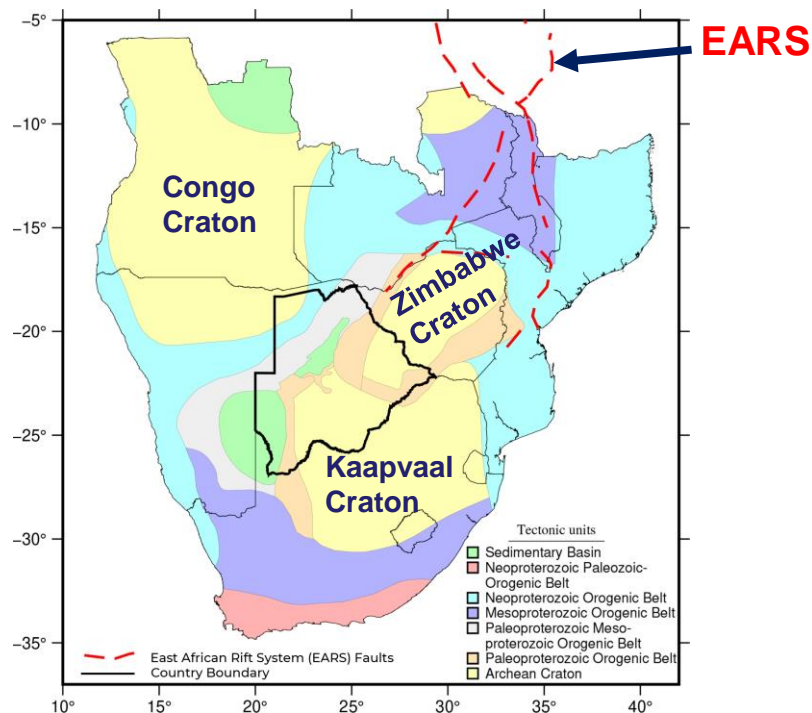 EARS
−5°
−10°
−15°
−20°
−25°
−30°
−35°
Congo
Craton
Zimbabwe
Craton
Kaapvaal
Craton
Tectonic units
Sedimentary Basin
Neoproterozoic Paleozoic-
Orogenic Belt
Neoproterozoic Orogenic Belt
Mesoproterozoic Orogenic Belt
Paleoproterozoic Meso-
proterozoic Orogenic Belt
Paleoproterozoic Orogenic Belt
Archean Craton
East African Rift System (EARS) Faults
Country Boundary
10° 15° 20° 25° 30° 35° 40°